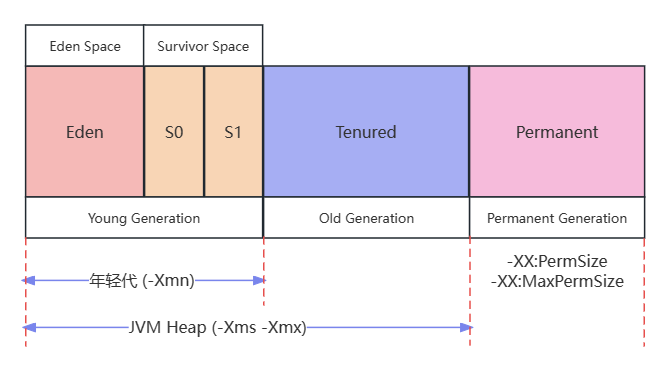 Eden Space
Survivor Space
Eden
S0
S1
Tenured
Permanent
Young Generation
Old Generation
Permanent Generation
-XX:PermSize
-XX:MaxPermSize
年轻代 (-Xmn)
JVM Heap (-Xms -Xmx)